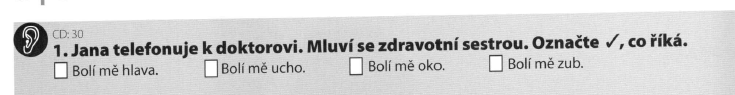 CD: 30
1. Jana telefonuje k doktorovi. Mluví se zdravotní sestrou. Označte ✓, co říká.
Bolí mě hlava. Bolí mě ucho. Bolí mě oko. Bolí mě zub.